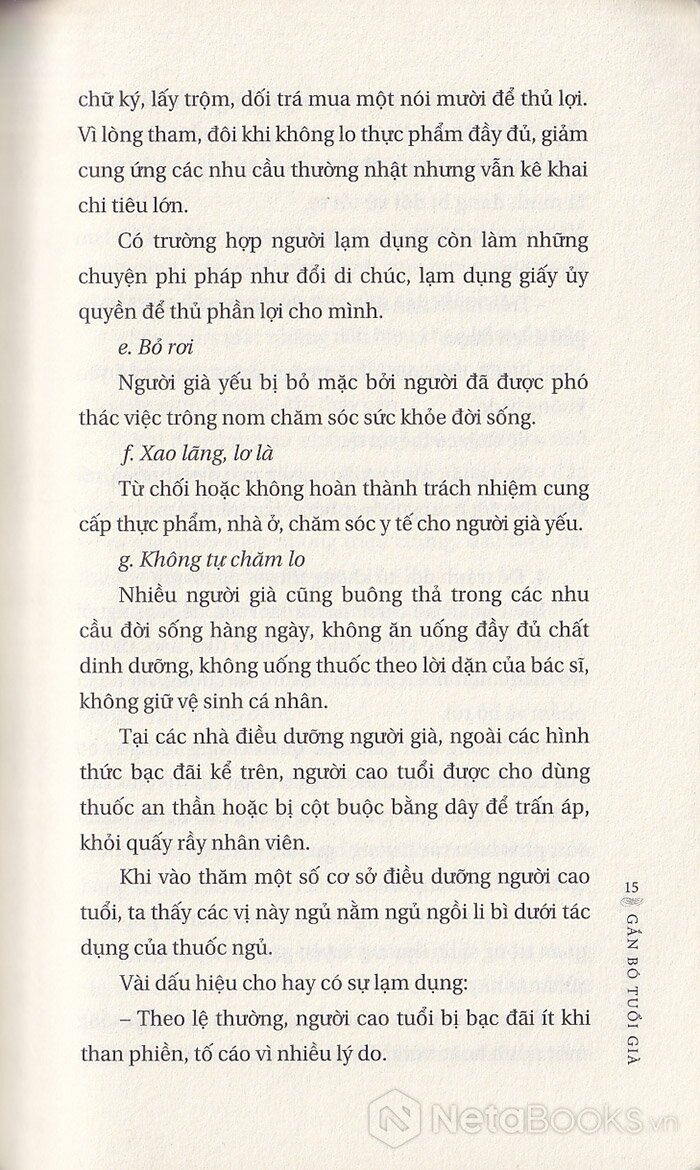 chữ ký, lấy trộm, dối trá mua một nói mười để thủ lợi.
Vì lòng tham, đôi khi không lo thực phẩm đầy đủ, giảm
cung ứng các nhu cầu thường nhật nhưng vẫn kê khai
chi tiêu lớn.
Có trường hợp người lạm dụng còn làm những
chuyện phi pháp như đổi di chúc, lạm dụng giấy ủy
quyền để thủ phần lợi cho mình.
e. Bỏ rơi
Người già yếu bị bỏ mặc bởi người đã được phó
thác việc trông nom chăm sóc sức khỏe đời sống.
f. Xao lãng, lơ là
Từ chối hoặc không hoàn thành trách nhiệm cung
cấp thực phẩm, nhà ở, chăm sóc y tế cho người già yếu.
g. Không tự chăm lo
Nhiều người già cũng buông thả trong các nhu
cầu đời sống hàng ngày, không ăn uống đầy đủ chất
dinh dưỡng, không uống thuốc theo lời dặn của bác sĩ,
không giữ vệ sinh cá nhân.
Tại các nhà điều dưỡng người già, ngoài các hình
thức bạc đãi kể trên, người cao tuổi được cho dùng
thuốc an thần hoặc bị cột buộc bằng dây để trấn áp,
khỏi quấy rầy nhân viên.
Khi vào thăm một số cơ sở điều dưỡng người cao
tuổi, ta thấy các vị này ngủ nằm ngủ ngồi li bì dưới tác
dụng của thuốc ngủ.
Vài dấu hiệu cho hay có sự lạm dụng:
– Theo lệ thường, người cao tuổi bị bạc đãi ít khi
than phiền, tố cáo vì nhiều lý do.
15
GẮN BÓ TUỔI GIÀ
NetaBooks.vn